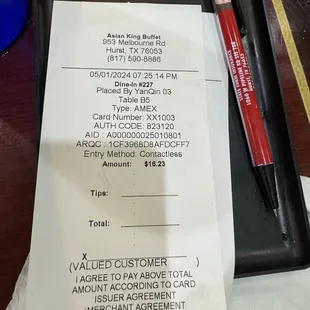 Asian King Buffet
953 Melbourne Rd
Hurst, TX 76053
(817) 590-8886
05/01/2024 07:25:14 PM
Dine-In #227
Placed By YanQin 03
Table B5
Type: AMEX
Card Number: XX1003
AUTH CODE: 823120
AID : A000000025010801
ARQC : 1CF3968D8AFDCFF7
Entry Method: Contactless
Amount: $16.23
Tips:
Total:
X
(VALUED CUSTOMER )
I AGREE TO PAY ABOVE TOTAL
AMOUNT ACCORDING TO CARD
ISSUER AGREEMENT
(MERCHANT AGREEMENT